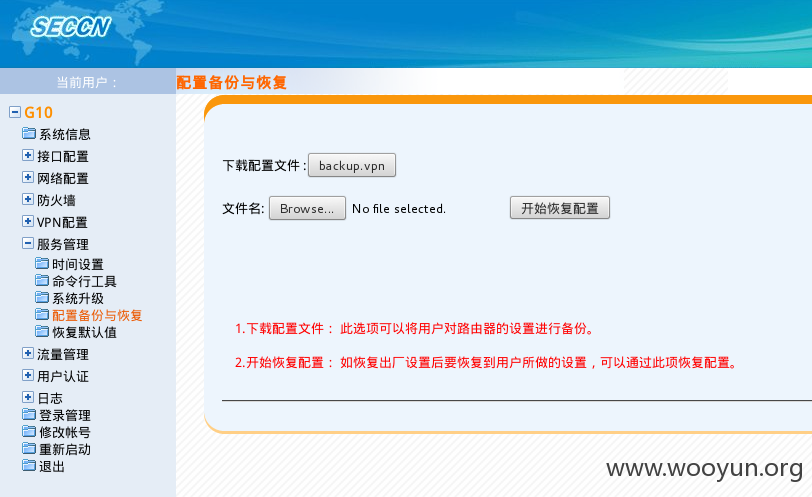 SECCN
当前用户：
配置备份与恢复
G10
系统信息
接口配置
网络配置
防火墙
VPN配置
服务管理
时间设置
命令行工具
系统升级
配置备份与恢复
恢复默认值
流量管理
用户认证
日志
登录管理
修改帐号
重新启动
退出
下载配置文件 : backup.vpn
文件名: Browse... No file selected. 开始恢复配置
1.下载配置文件： 此选项可以将用户对路由器的设置进行备份。
2.开始恢复配置： 如恢复出厂设置后要恢复到用户所做的设置，可以通过此项恢复配置。
www.wooyun.org